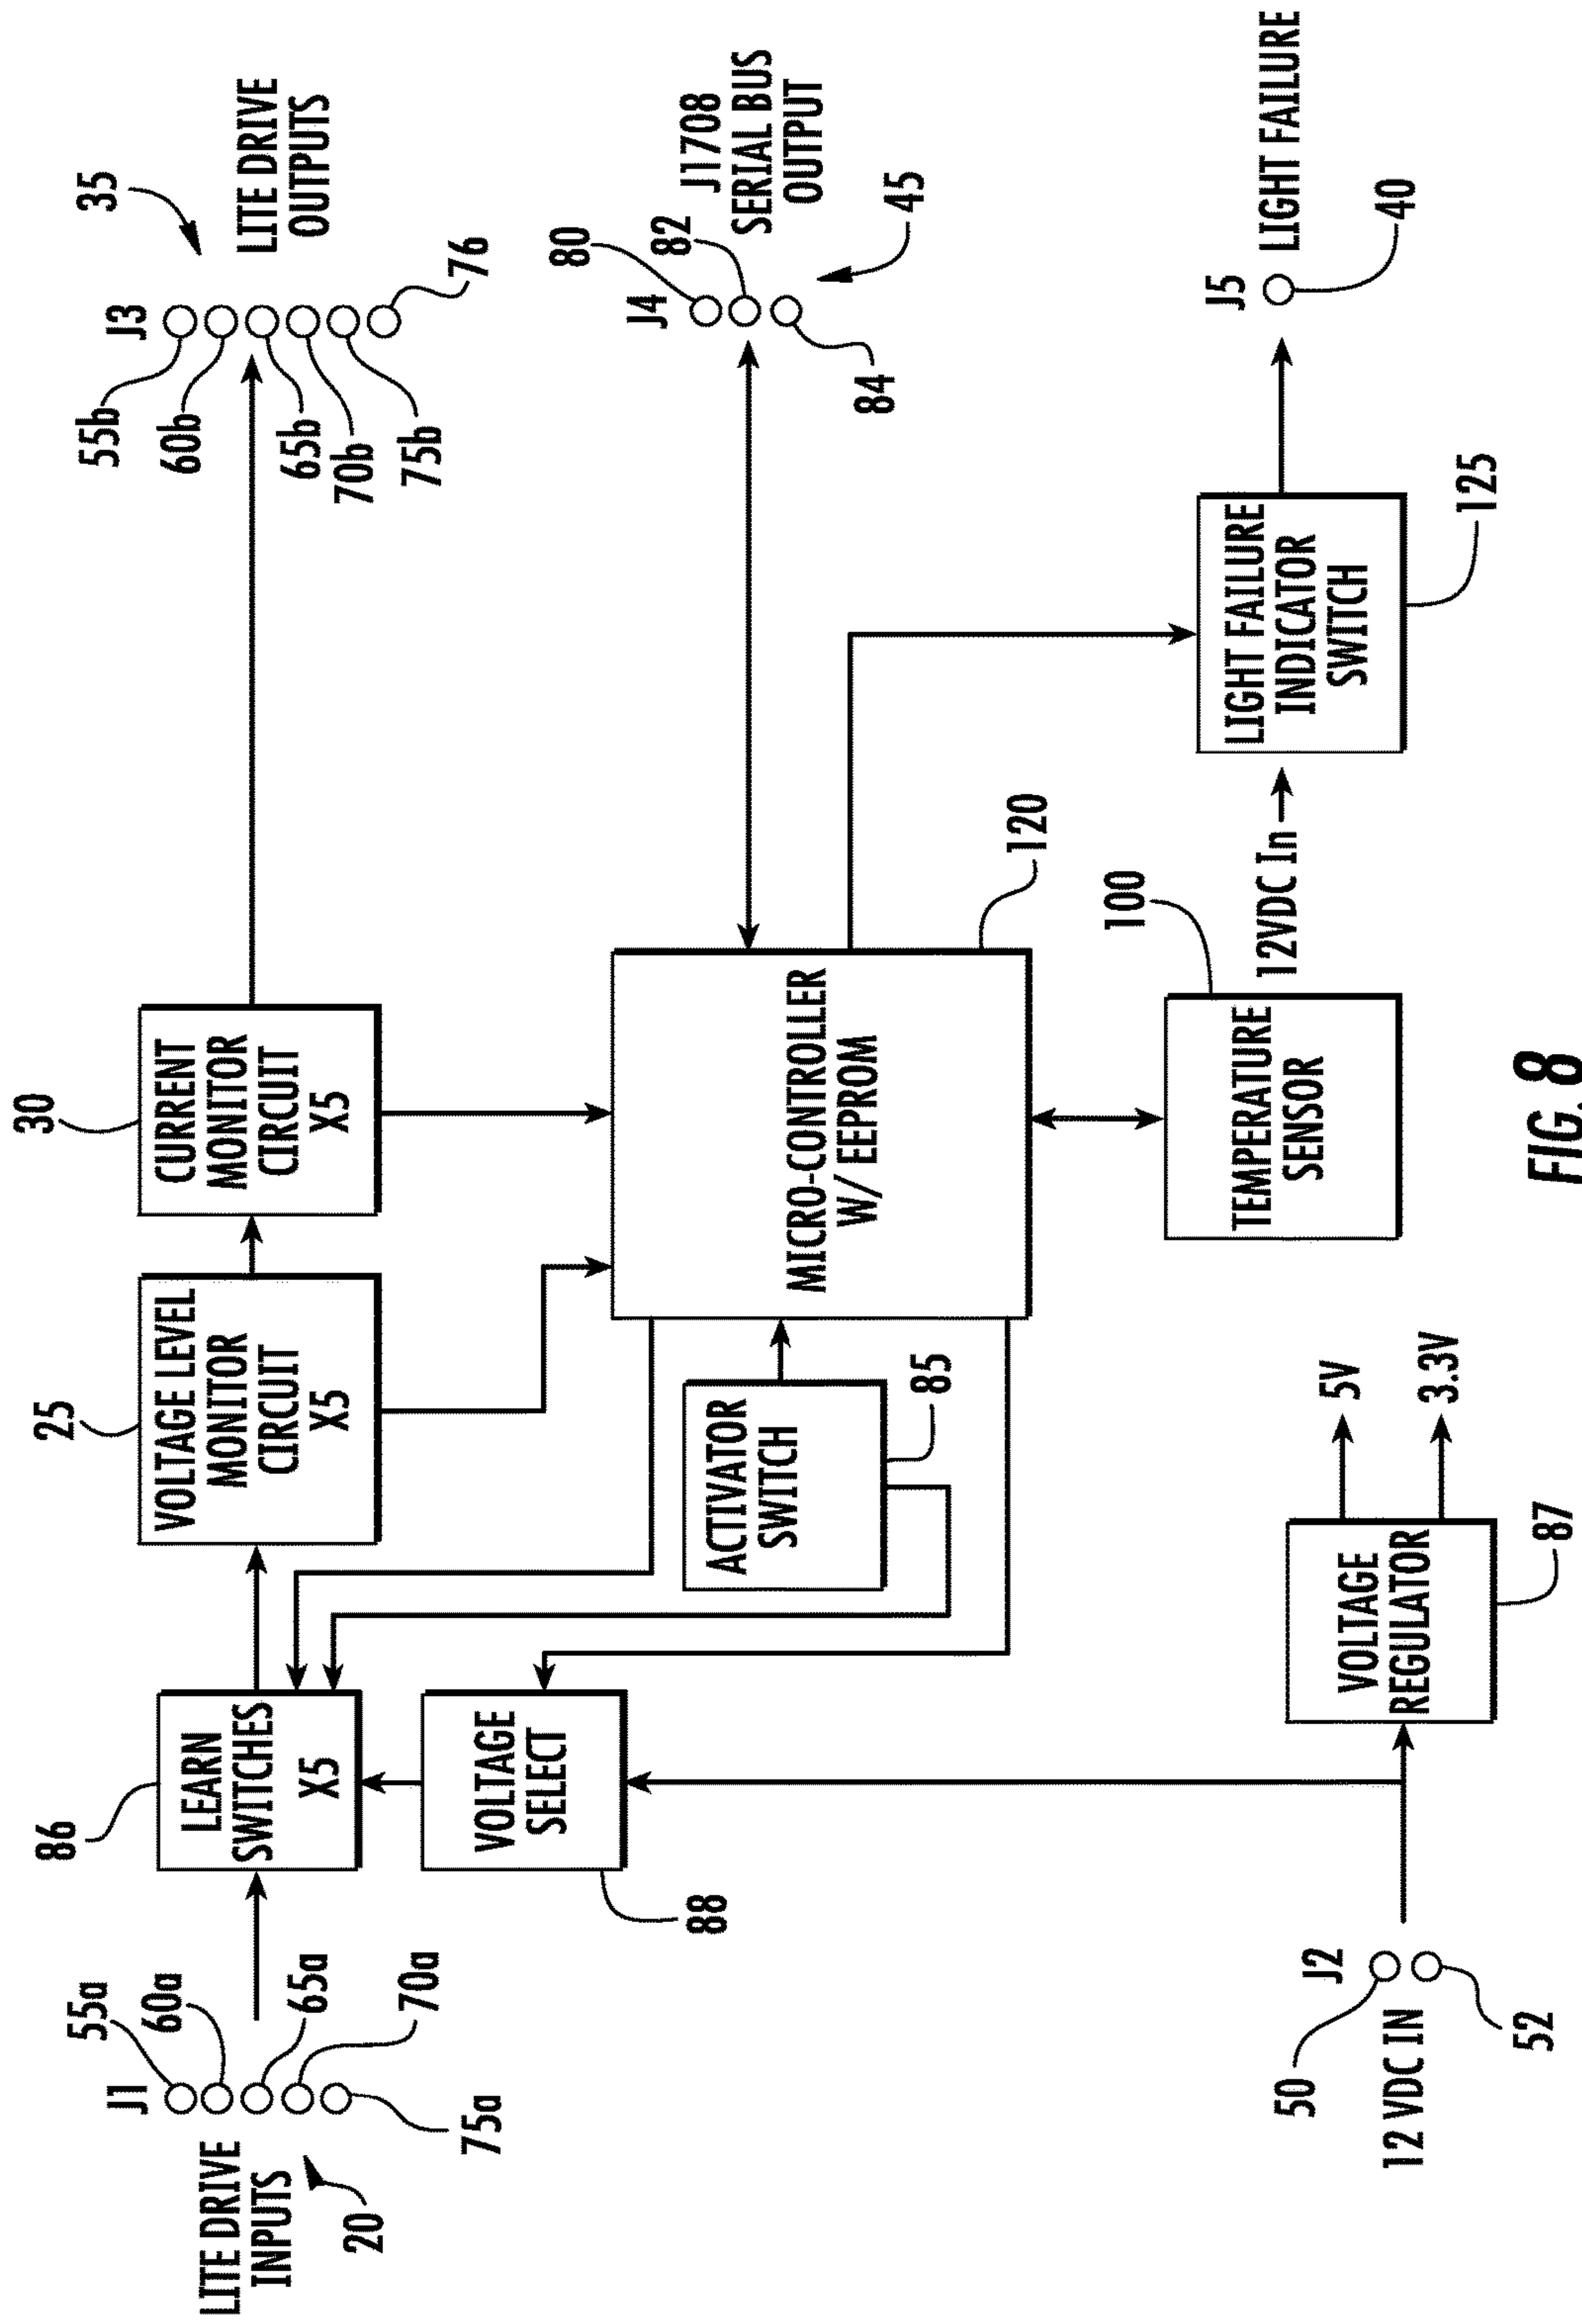 LITE DRIVE
INPUTS
20
J1
55a
60a
65a
70a
75a
86
LEARN
SWITCHES
X5
25
VOLTAGE LEVEL
MONITOR
CIRCUIT
X5
30
CURRENT
MONITOR
CIRCUIT
X5
J3
55b
60b
65b
70b
75b
76
35
LITE DRIVE
OUTPUTS
VOLTAGE
SELECT
88
ACTIVATOR
SWITCH
85
MICRO-CONTROLLER
W/ EEPROM
120
J4
80
82
84
J1708
SERIAL BUS
OUTPUT
45
12 VDC IN
J2
50
52
VOLTAGE
REGULATOR
87
5V
3.3V
TEMPERATURE
SENSOR
100
12VDC In
LIGHT FAILURE
INDICATOR
SWITCH
125
J5
LIGHT FAILURE
40
FIG. 8